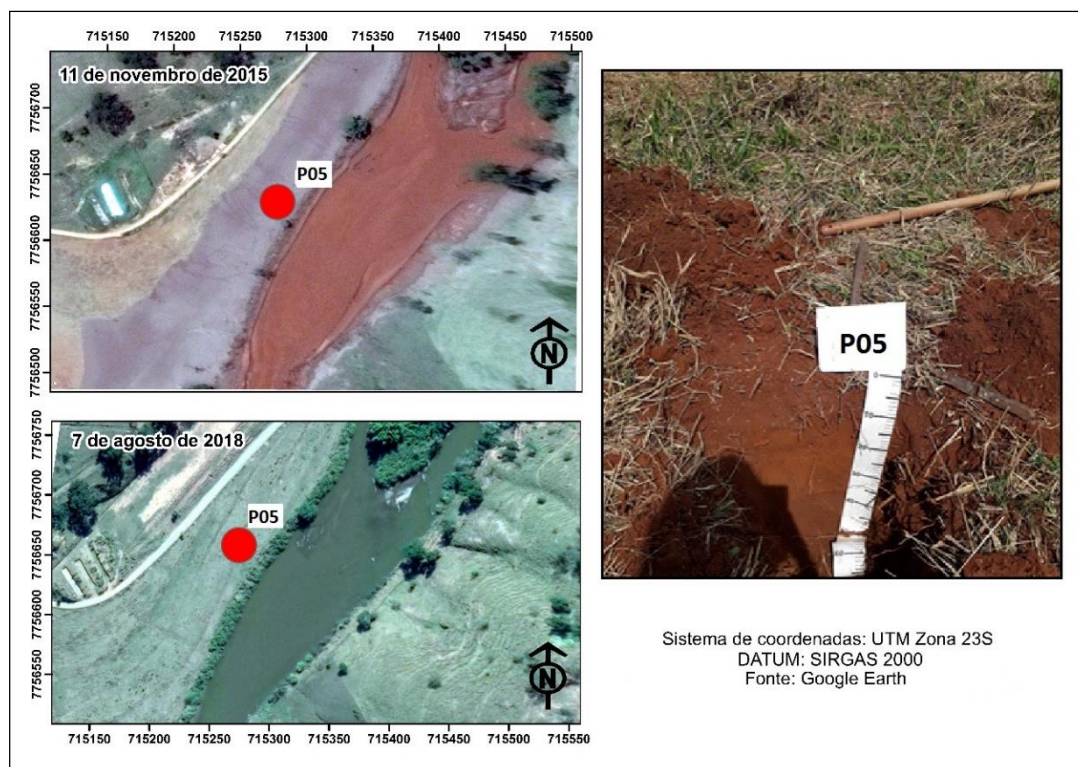 715150 715200 715250 715300 715350 715400 715450 715500
11 de novembro de 2015
7756700
7756650
7756600
7756550
7756500
P05
N
7 de agosto de 2018
7756750
7756700
7756650
7756600
7756550
P05
N
715150 715200 715250 715300 715350 715400 715450 715500 715550
P05
0
Sistema de coordenadas: UTM Zona 23S
DATUM: SIRGAS 2000
Fonte: Google Earth